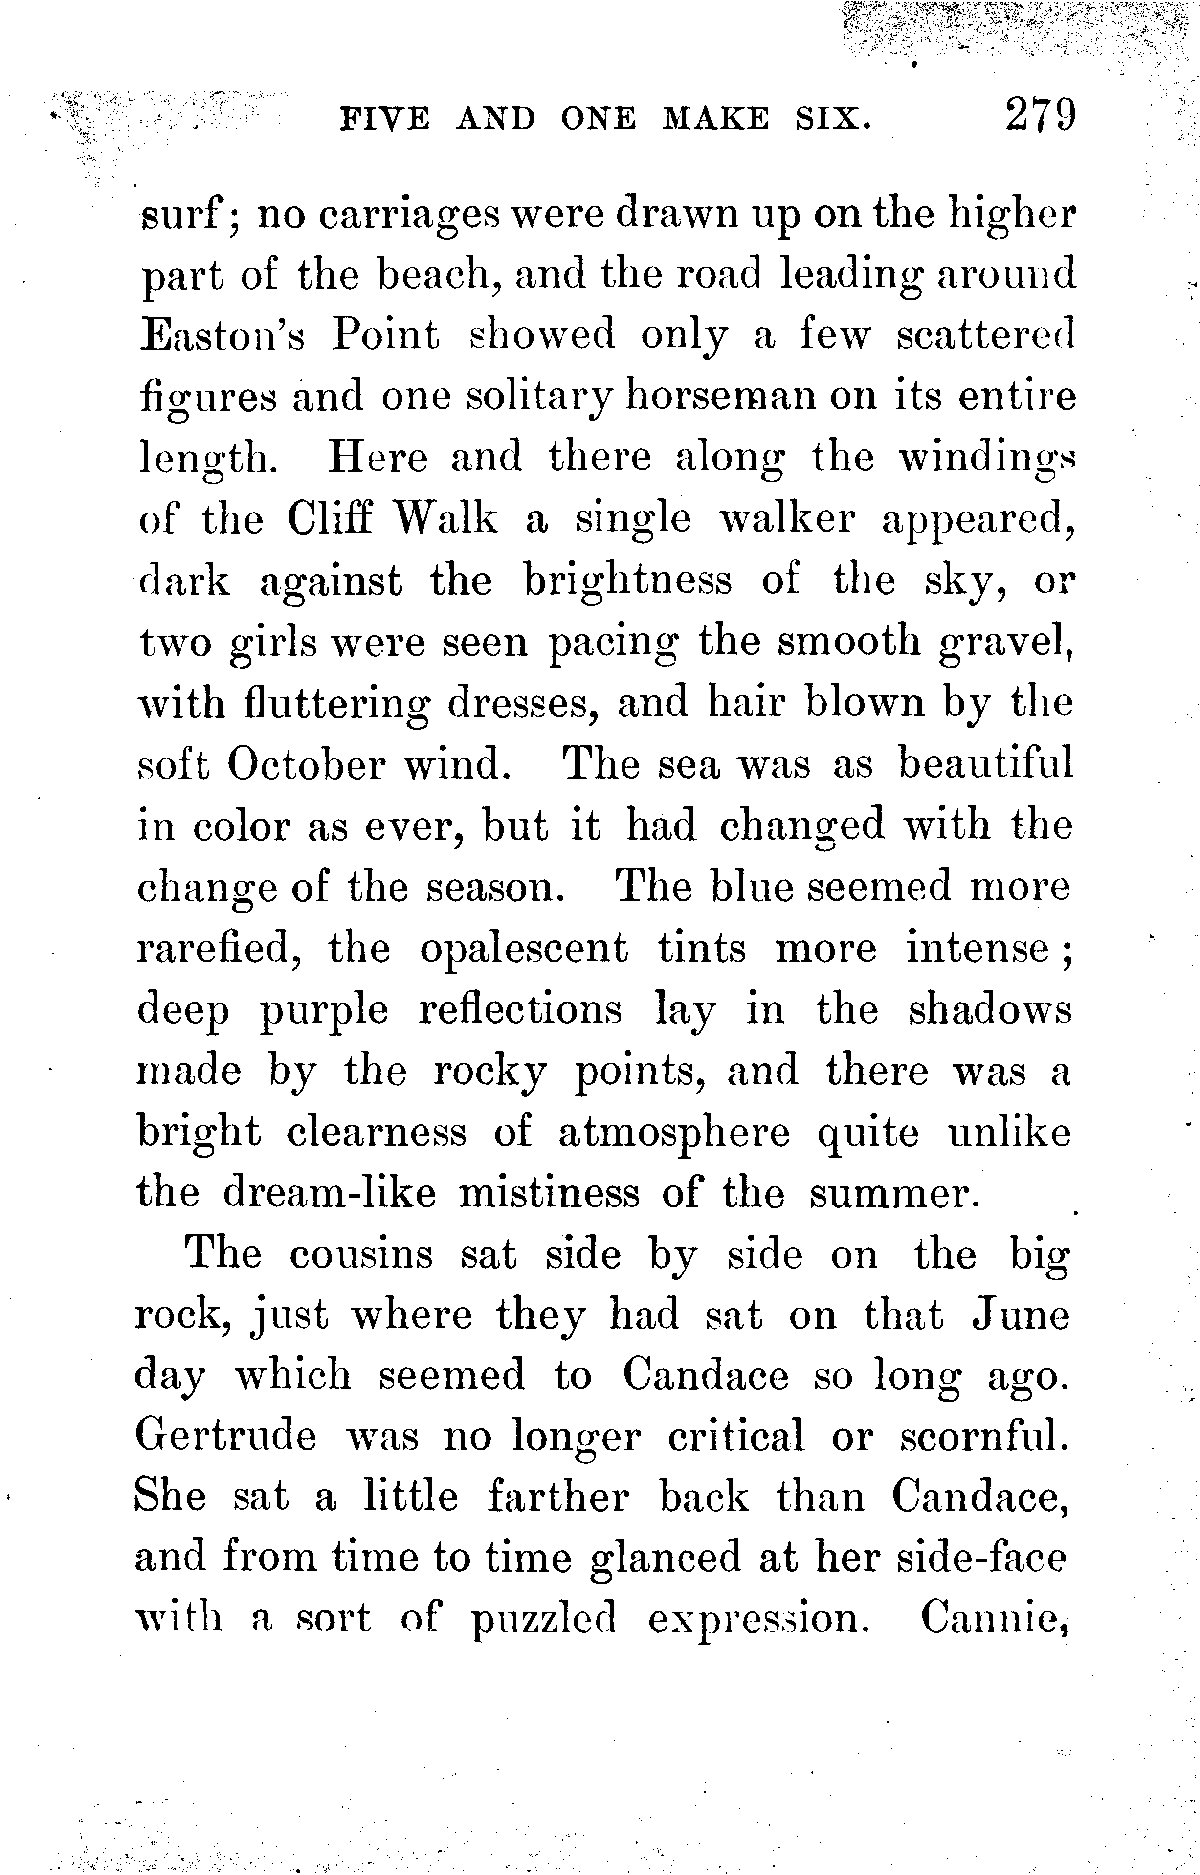 FIVE AND ONE MAKE SIX. 279
surf; no carriages were drawn up on the higher
part of the beach, and the road leading around
Easton's Point showed only a few scattered
figures and one solitary horseman on its entire
length. Here and there along the windings
of the Cliff Walk a single walker appeared,
dark against the brightness of the sky, or
two girls were seen pacing the smooth gravel,
with fluttering dresses, and hair blown by the
soft October wind. The sea was as beautiful
in color as ever, but it had changed with the
change of the season. The blue seemed more
rarefied, the opalescent tints more intense;
deep purple reflections lay in the shadows
made by the rocky points, and there was a
bright clearness of atmosphere quite unlike
the dream-like mistiness of the summer.
The cousins sat side by side on the big
rock, just where they had sat on that June
day which seemed to Candace so long ago.
Gertrude was no longer critical or scornful.
She sat a little farther back than Candace,
and from time to time glanced at her side-face
with a sort of puzzled expression. Cannie,